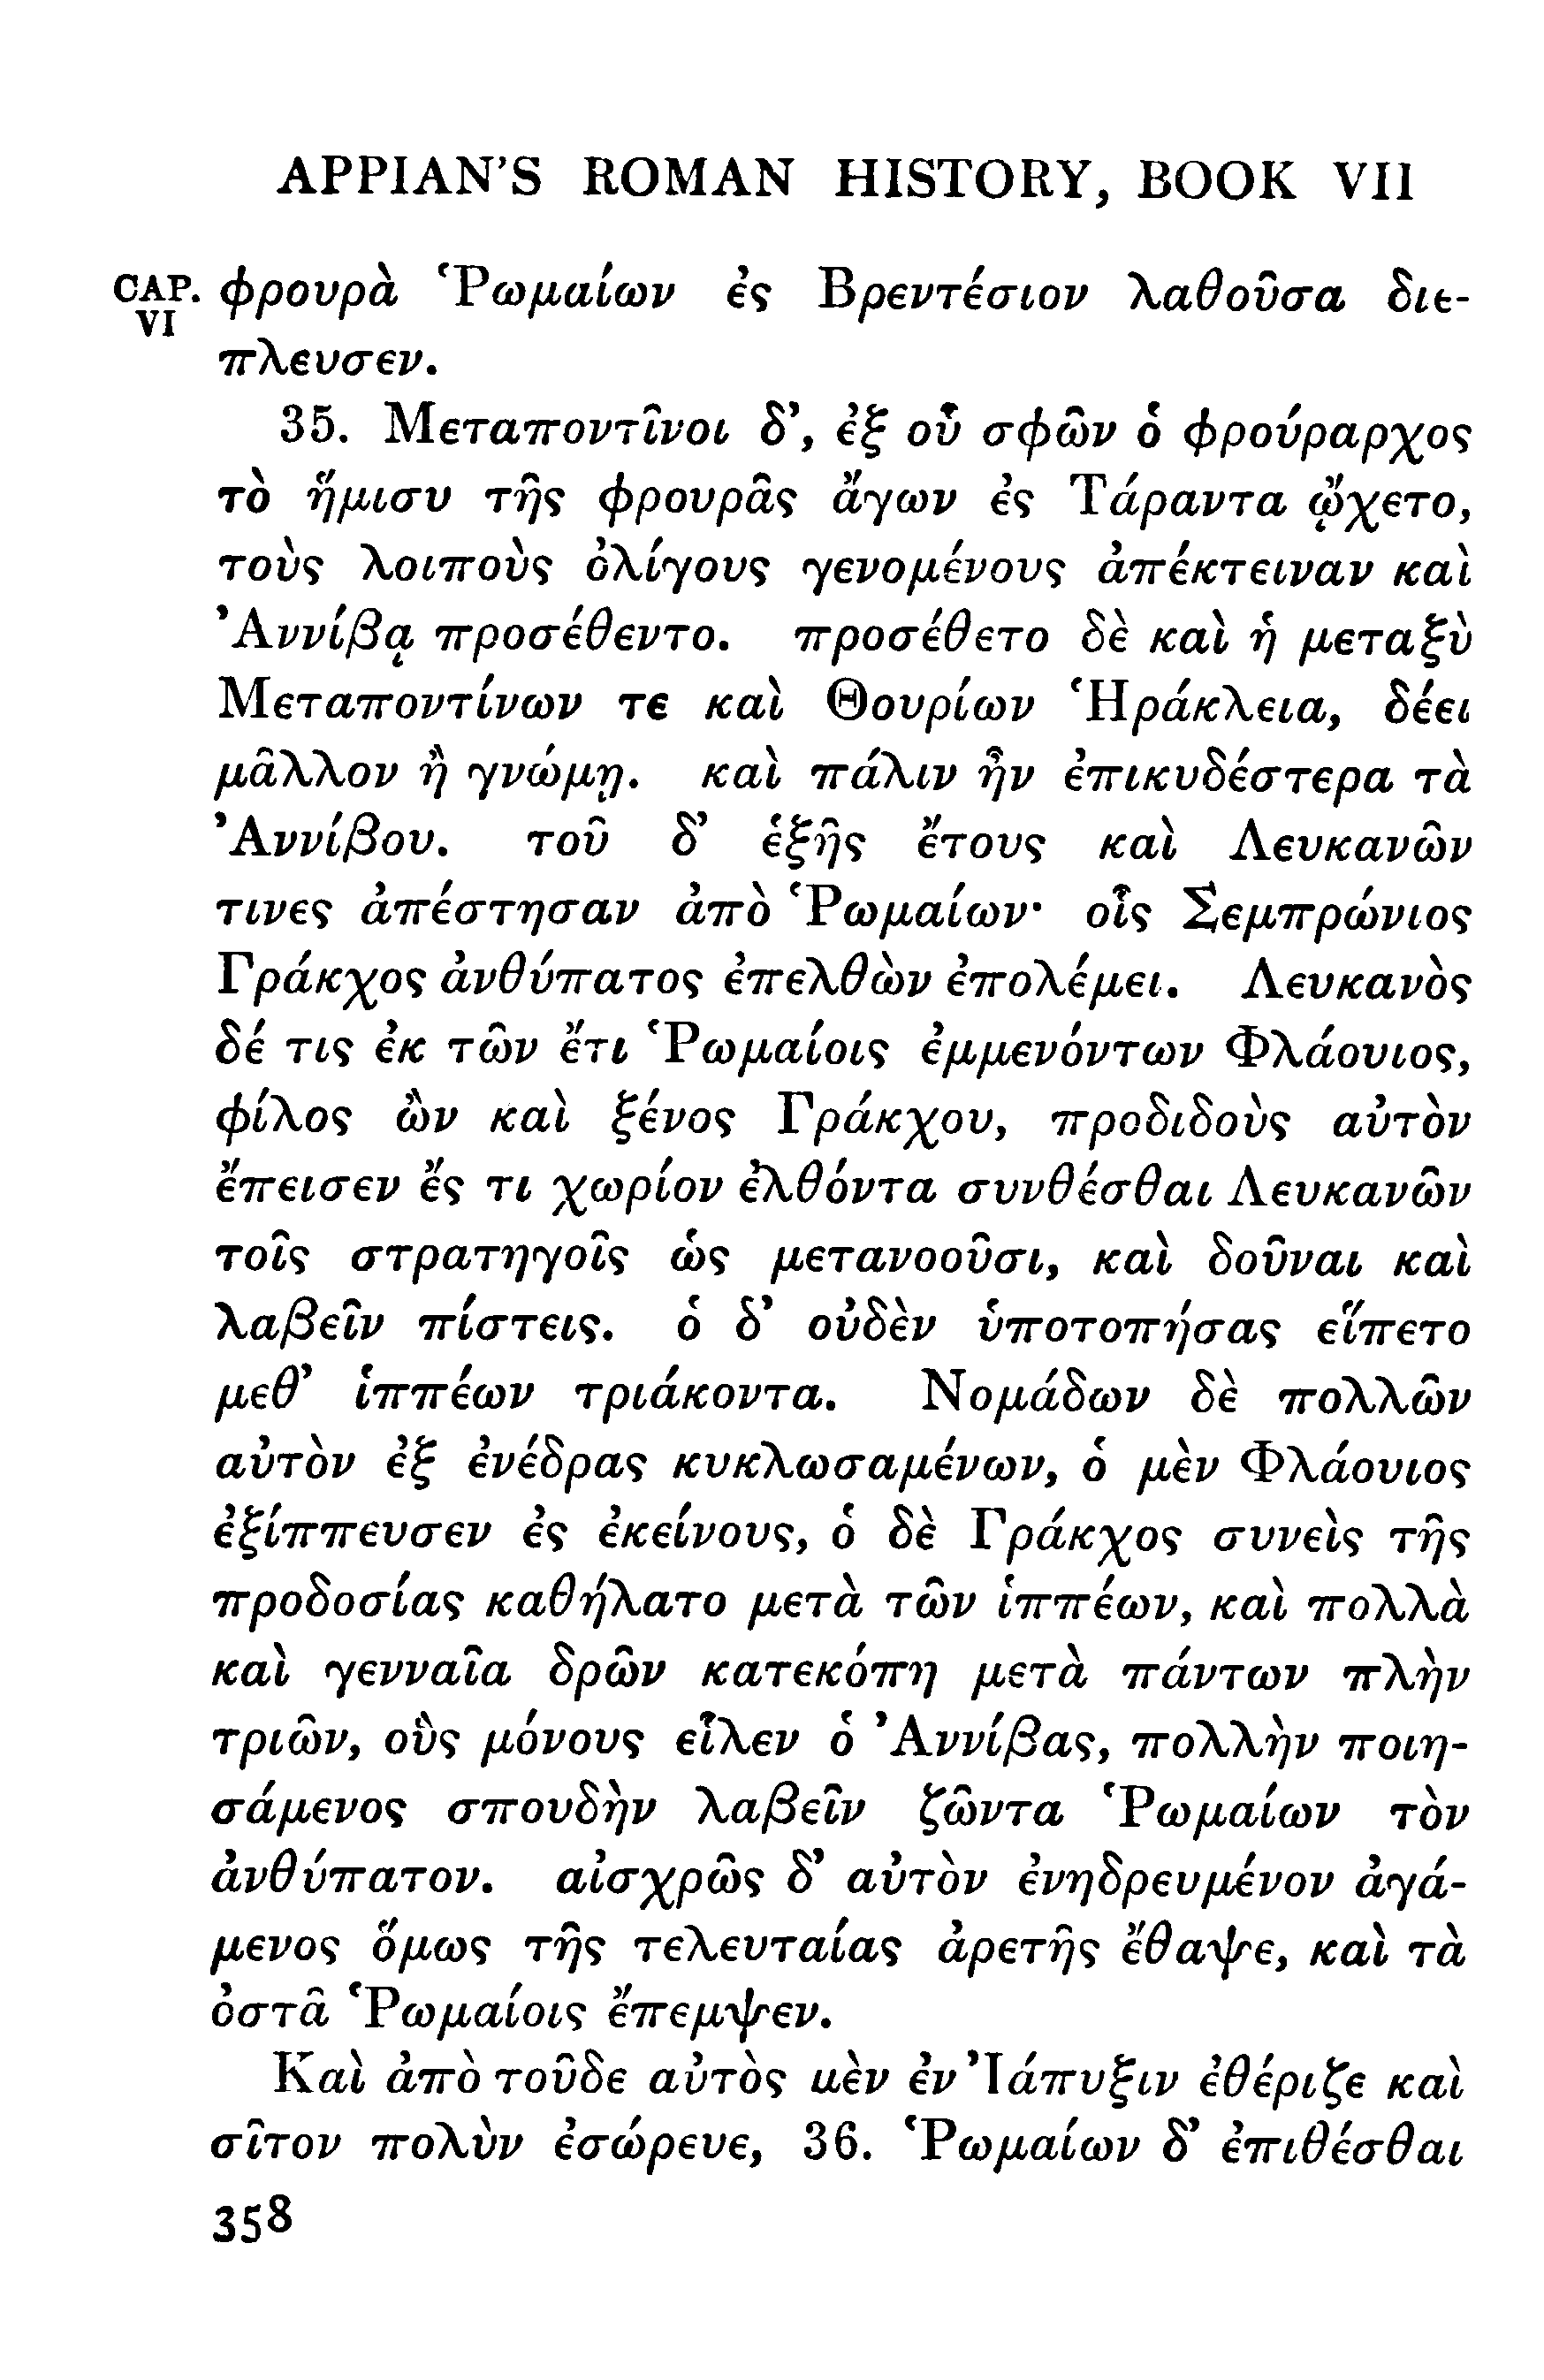 APPIAN'S ROMAN HISTORY, BOOK VII
CAP. VI φρουρὰ Ῥωμαίων ἐς Βρεντέσιον λαθοῦσα διε-
πλευσεν.
35. Μεταποντῖνοι δ', ἐξ οὗ σφῶν ὁ φρούραρχος
τὸ ἥμισυ τῆς φρουρᾶς ἄγων ἐς Τάραντα ᾤχετο,
τοὺς λοιποὺς ὀλίγους γενομένους ἀπέκτειναν καὶ
Ἀννίβᾳ προσέθεντο. προσέθετο δὲ καὶ ἡ μεταξὺ
Μεταποντίνων τε καὶ Θουρίων Ἡράκλεια, δέει
μᾶλλον ἢ γνώμῃ. καὶ πάλιν ἦν ἐπικυδέστερα τὰ
Ἀννίβου. τοῦ δ' ἑξῆς ἔτους καὶ Λευκανῶν
τινες ἀπέστησαν ἀπὸ Ῥωμαίων· οἷς Σεμπρώνιος
Γράκχος ἀνθύπατος ἐπελθὼν ἐπολέμει. Λευκανὸς
δέ τις ἐκ τῶν ἔτι Ῥωμαίοις ἐμμενόντων Φλάουιος,
φίλος ὢν καὶ ξένος Γράκχου, προδιδοὺς αὐτὸν
ἔπεισεν ἔς τι χωρίον ἐλθόντα συνθέσθαι Λευκανῶν
τοῖς στρατηγοῖς ὡς μετανοοῦσι, καὶ δοῦναι καὶ
λαβεῖν πίστεις. ὁ δ' οὐδὲν ὑποτοπήσας εἵπετο
μεθ' ἱππέων τριάκοντα. Νομάδων δὲ πολλῶν
αὐτὸν ἐξ ἐνέδρας κυκλωσαμένων, ὁ μὲν Φλάουιος
ἐξίππευσεν ἐς ἐκείνους, ὁ δὲ Γράκχος συνεὶς τῆς
προδοσίας καθήλατο μετὰ τῶν ἱππέων, καὶ πολλὰ
καὶ γενναῖα δρῶν κατεκόπη μετὰ πάντων πλὴν
τριῶν, οὓς μόνους εἷλεν ὁ Ἀννίβας, πολλὴν ποιη-
σάμενος σπουδὴν λαβεῖν ζῶντα Ῥωμαίων τὸν
ἀνθύπατον. αἰσχρῶς δ' αὐτὸν ἐνηδρευμένον ἀγά-
μενος ὅμως τῆς τελευταίας ἀρετῆς ἔθαψε, καὶ τὰ
ὀστᾶ Ῥωμαίοις ἔπεμψεν.
Καὶ ἀπὸ τοῦδε αὐτὸς μὲν ἐν Ἰάπυξιν ἐθέριζε καὶ
σῖτον πολὺν ἐσώρευε, 36. Ῥωμαίων δ' ἐπιθέσθαι
358